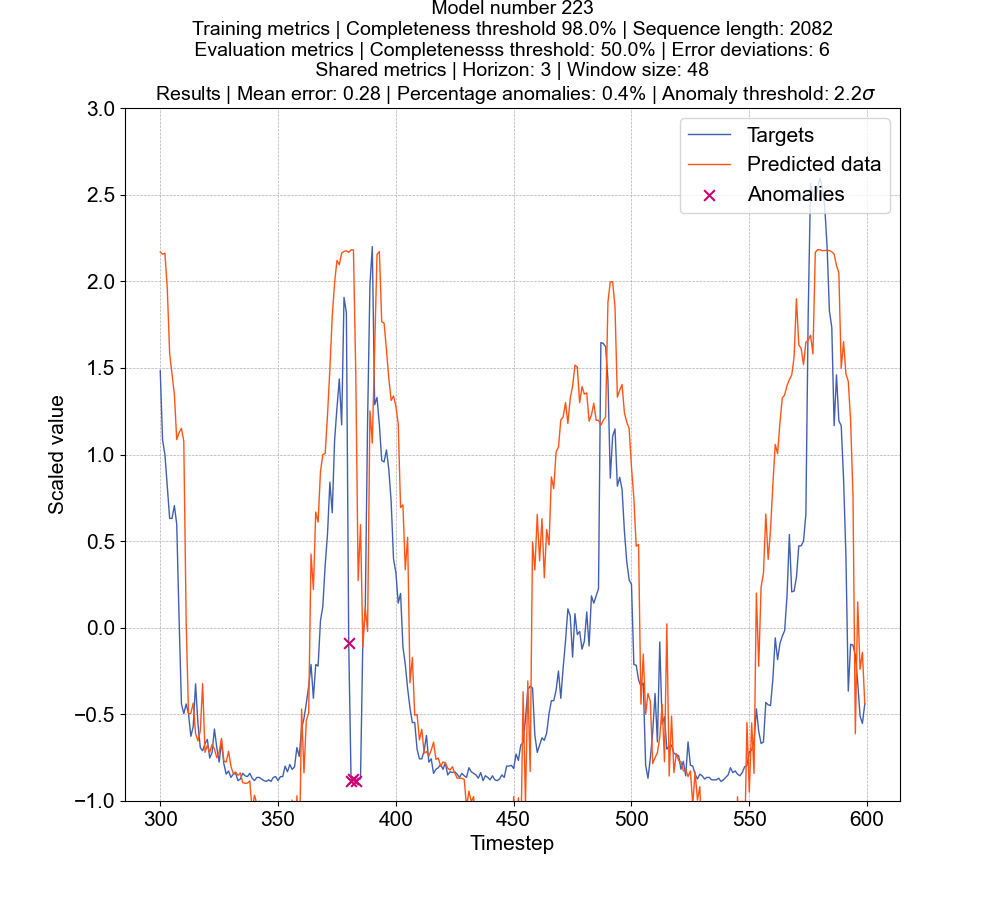 Model number 223
Training metrics | Completeness threshold 98.0% | Sequence length: 2082
Evaluation metrics | Completenesss threshold: 50.0% | Error deviations: 6
Shared metrics | Horizon: 3 | Window size: 48
Results | Mean error: 0.28 | Percentage anomalies: 0.4% | Anomaly threshold: 2.2σ
Targets
Predicted data
Anomalies
3.0
2.5
2.0
1.5
1.0
0.5
0.0
−0.5
−1.0
Scaled value
300
350
400
450
500
550
600
Timestep